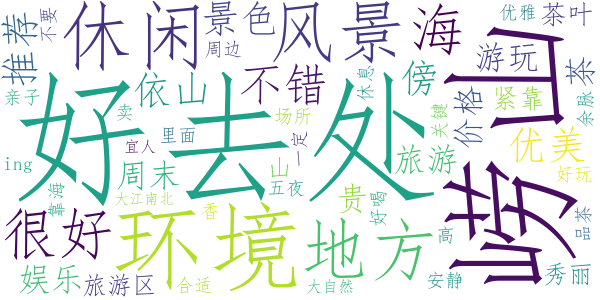 推荐
不要
休闲
景色
周边
风景
海
优雅
茶叶
游玩
茶
崂山
亲子
好去处
依山
卖
不错
傍
休息
紧靠
余脉
价格
关键
场所
ing
宜人
里面
山
一定
旅游
优美
好玩
周末
五夜
靠海
大江南北
贵
好喝
很好
环境
香
地方
高
品茶
娱乐
旅游区
合适
大自然
安静
秀丽